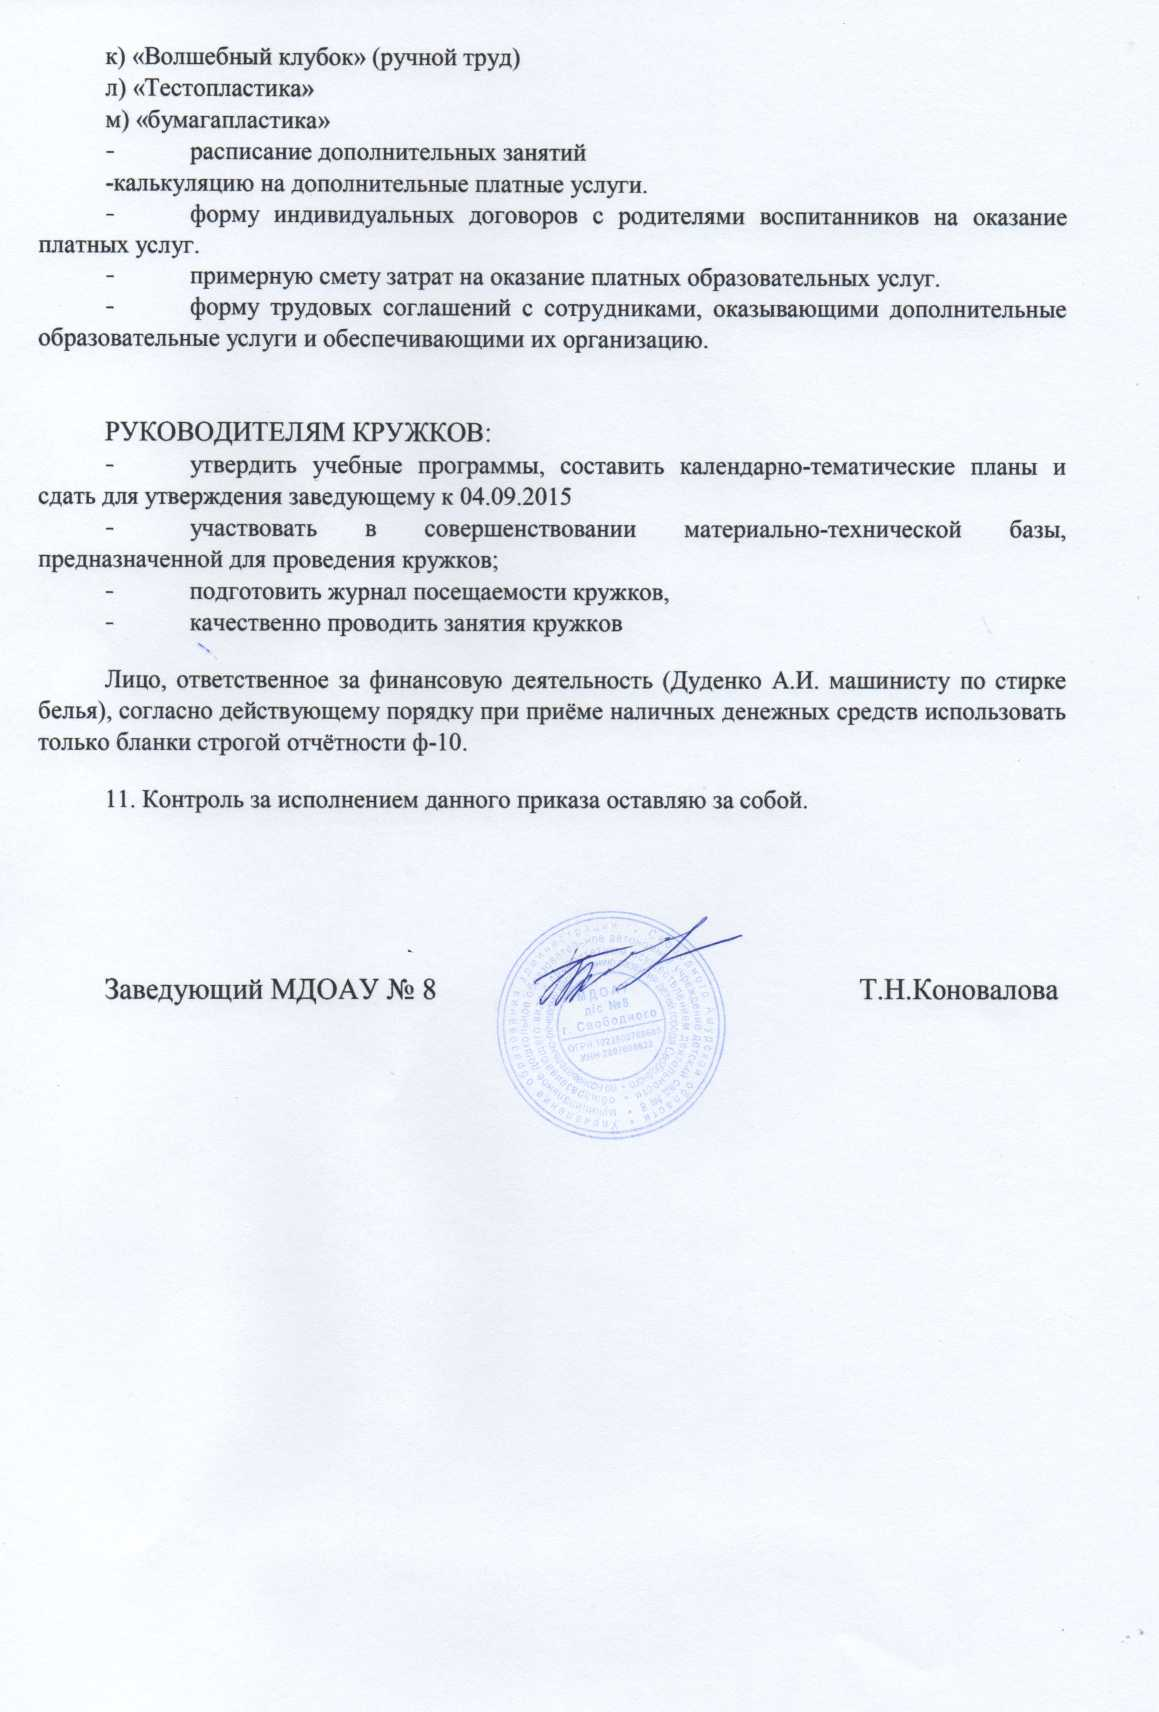 к) «Волшебный клубок» (ручной труд)
л) «Тестопластика»
м) «бумагапластика»
- расписание дополнительных занятий
-калькуляцию на дополнительные платные услуги.
- форму индивидуальных договоров с родителями воспитанников на оказание
платных услуг.
- примерную смету затрат на оказание платных образовательных услуг.
- форму трудовых соглашений с сотрудниками, оказывающими дополнительные
образовательные услуги и обеспечивающими их организацию.
РУКОВОДИТЕЛЯМ КРУЖКОВ:
- утвердить учебные программы, составить календарно-тематические планы и
сдать для утверждения заведующему к 04.09.2015
- участвовать в совершенствовании материально-технической базы,
предназначенной для проведения кружков;
- подготовить журнал посещаемости кружков,
- качественно проводить занятия кружков
Лицо, ответственное за финансовую деятельность (Дуденко А.И. машинисту по стирке
белья), согласно действующему порядку при приёме наличных денежных средств использовать
только бланки строгой отчётности ф-10.
11. Контроль за исполнением данного приказа оставляю за собой.
Заведующий МДОАУ № 8 Т.Н.Коновалова
д/с №8
г. Свободного